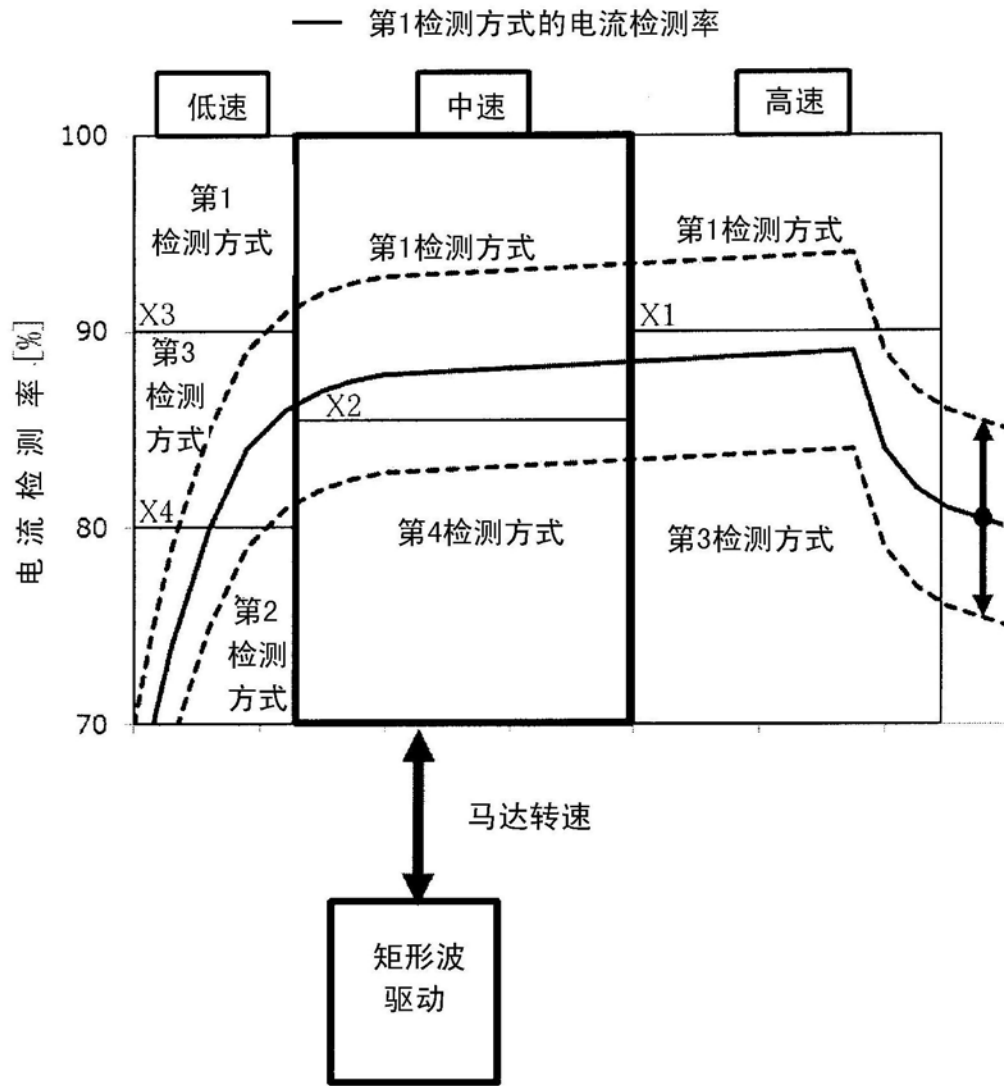 第1检测方式的电流检测率
低速
中速
高速
100
90
80
70
电流检测率 [%]
第1
检测方式
第1检测方式
第1检测方式
X3
X1
第3
检测
方式
X2
X4
第4检测方式
第3检测方式
第2
检测
方式
马达转速
矩形波
驱动